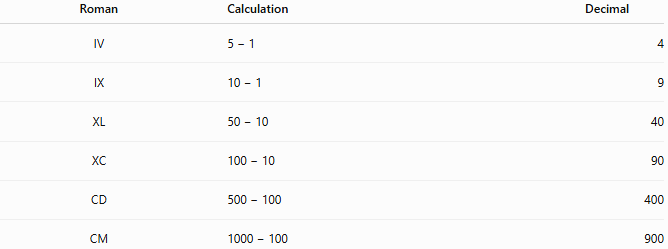 Roman Calculation Decimal
IV 5 − 1 4
IX 10 − 1 9
XL 50 − 10 40
XC 100 − 10 90
CD 500 − 100 400
CM 1000 − 100 900